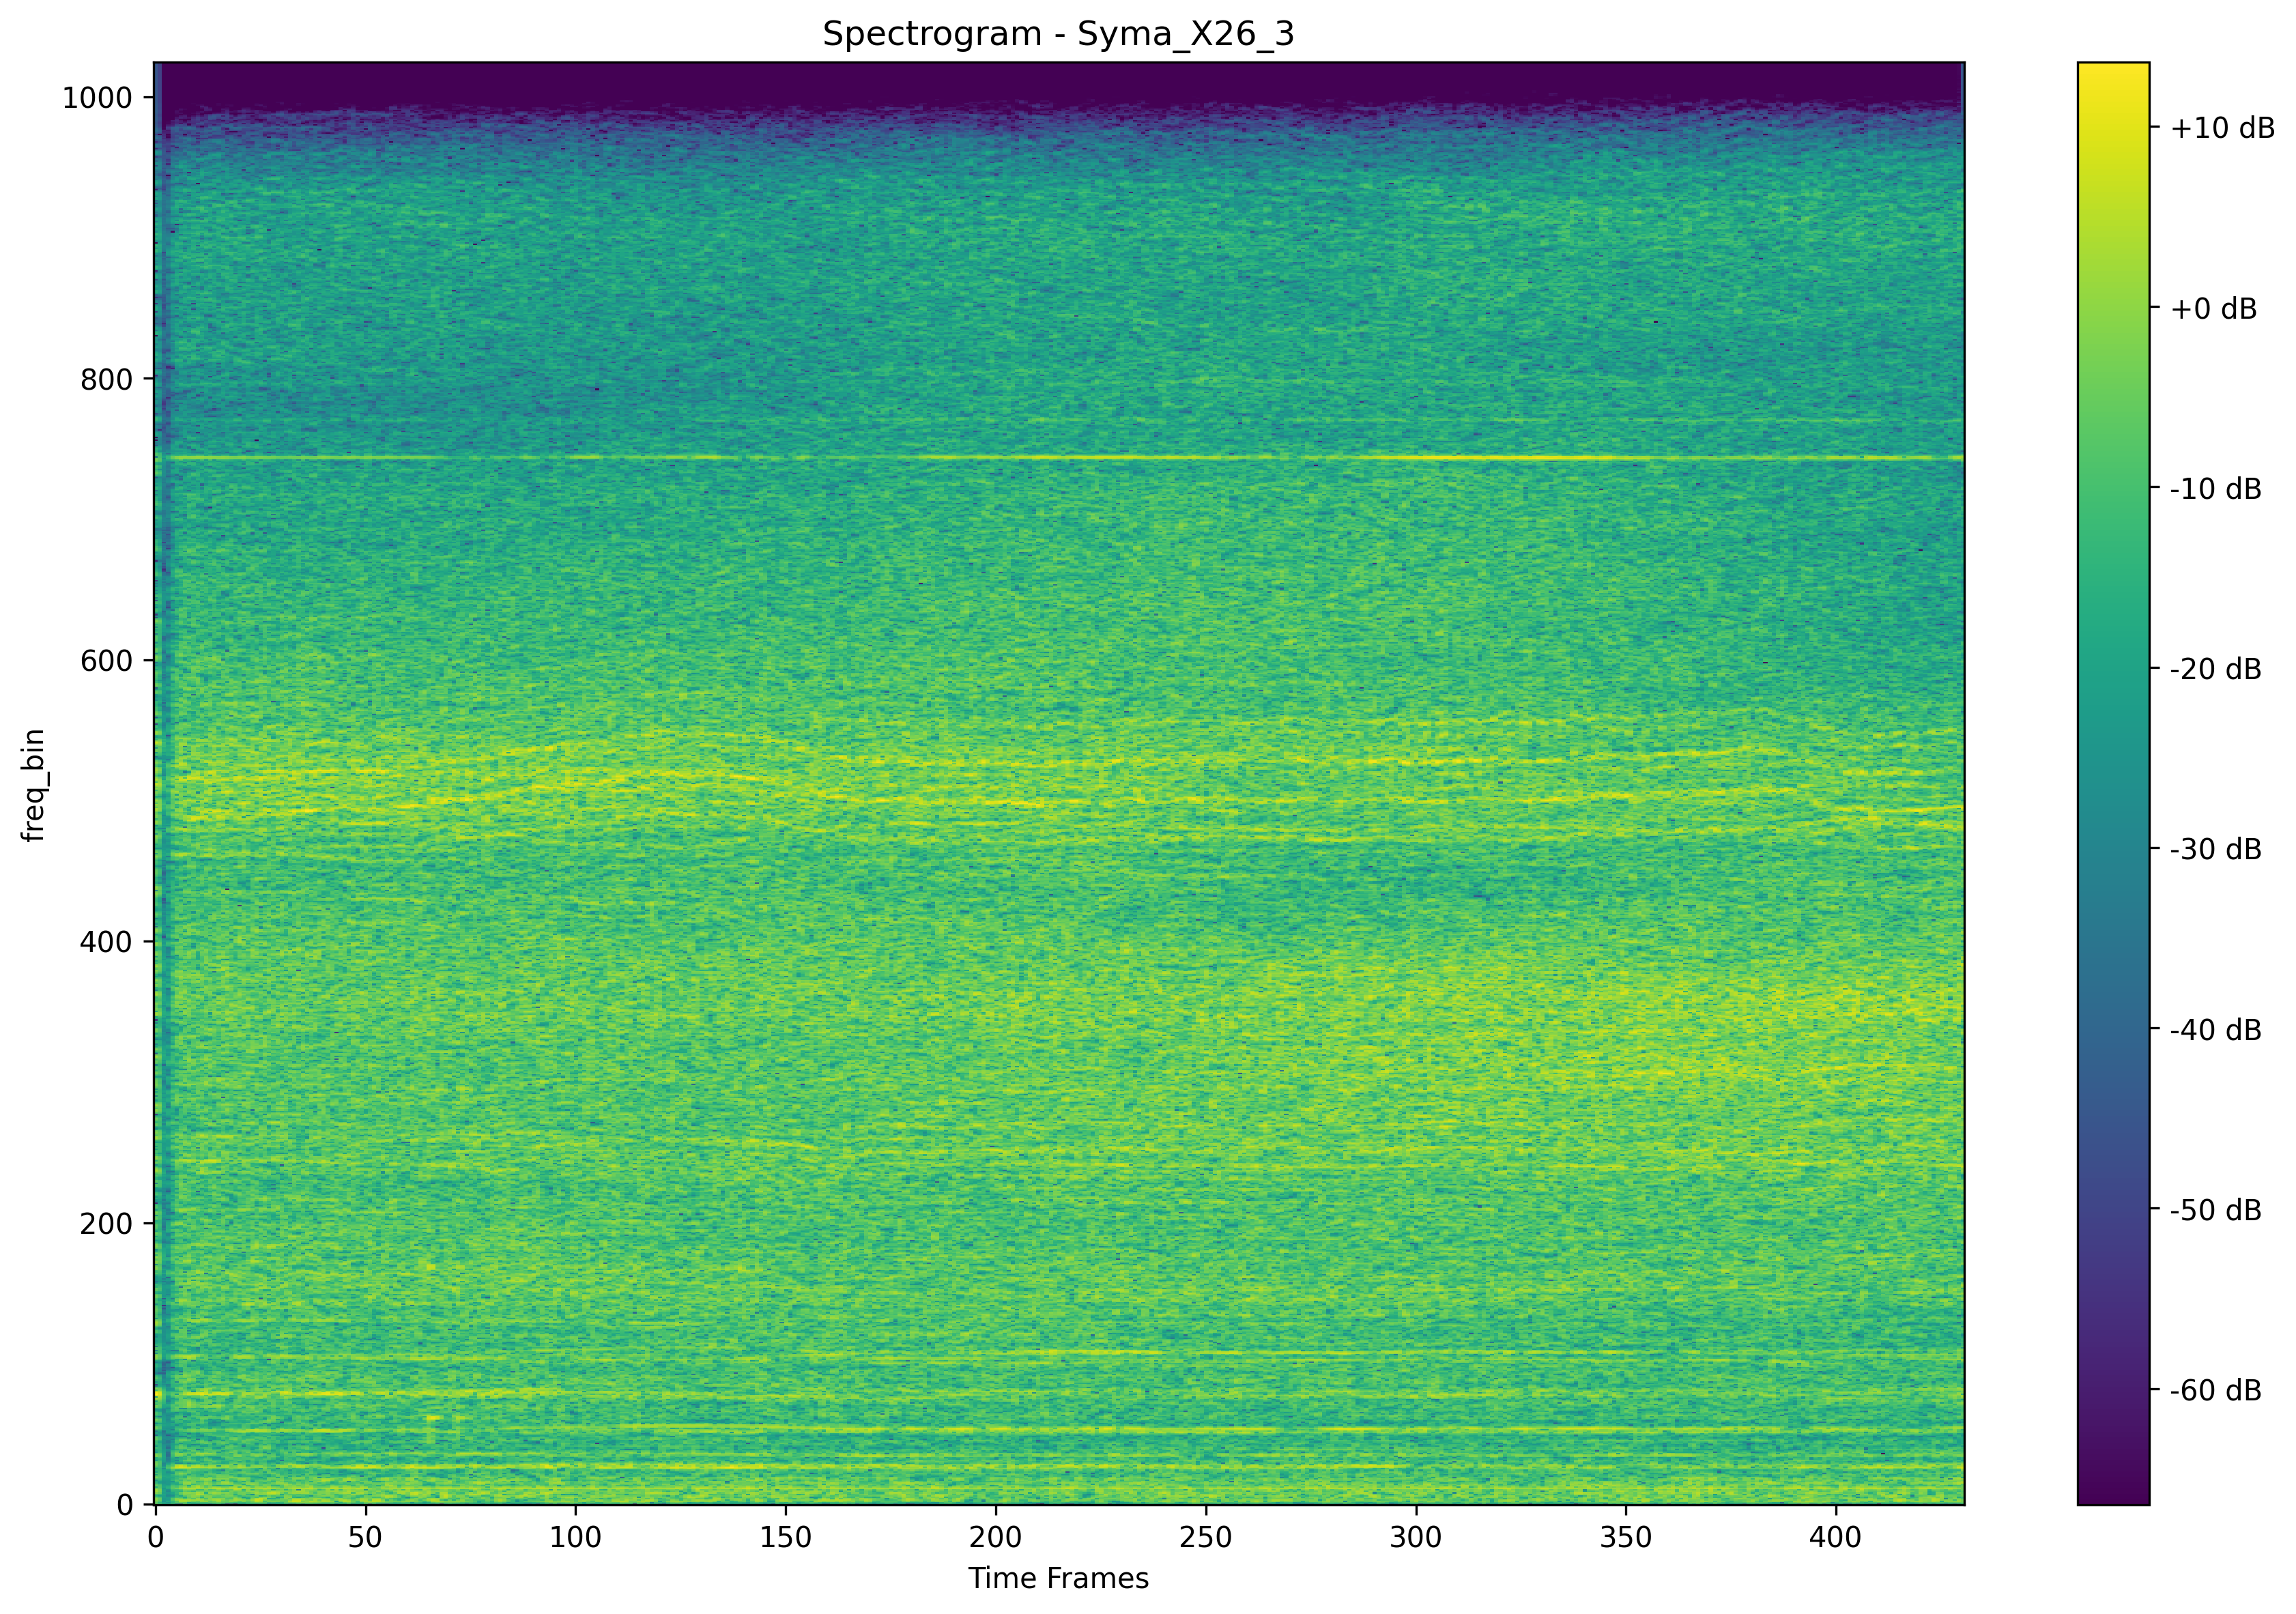 Spectrogram - Syma_X26_3
1000
800
600
400
200
0
freq_bin
0 50 100 150 200 250 300 350 400
Time Frames
+10 dB
+0 dB
-10 dB
-20 dB
-30 dB
-40 dB
-50 dB
-60 dB